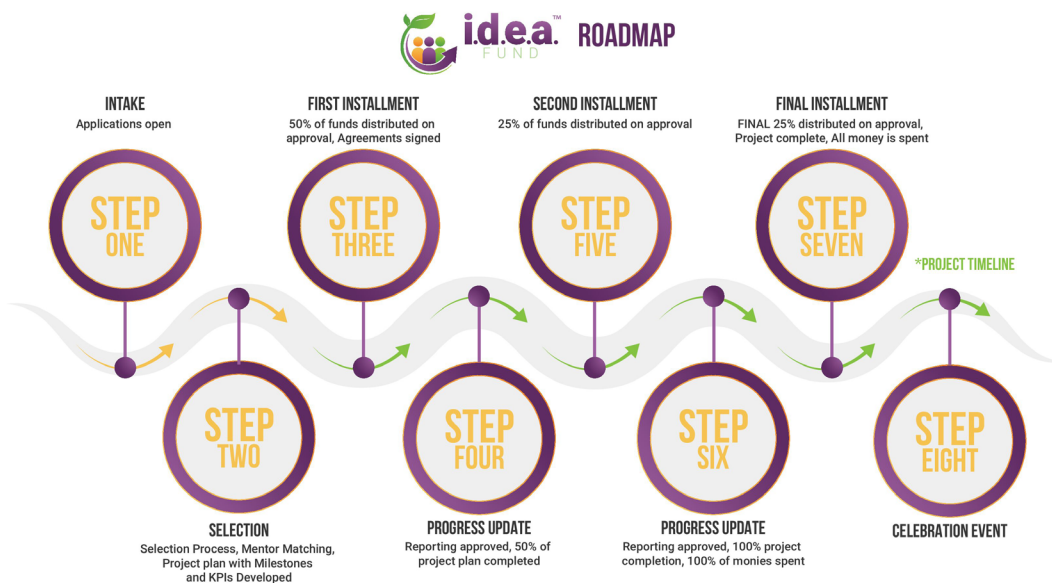 i.d.e.a.™ ROADMAP
FUND
INTAKE
Applications open
STEP
ONE
FIRST INSTALLMENT
50% of funds distributed on
approval, Agreements signed
STEP
THREE
SECOND INSTALLMENT
25% of funds distributed on approval
STEP
FIVE
FINAL INSTALLMENT
FINAL 25% distributed on approval,
Project complete, All money is spent
STEP
SEVEN
*PROJECT TIMELINE
STEP
TWO
SELECTION
Selection Process, Mentor Matching,
Project plan with Milestones
and KPIs Developed
STEP
FOUR
PROGRESS UPDATE
Reporting approved, 50% of
project plan completed
STEP
SIX
PROGRESS UPDATE
Reporting approved, 100% project
completion, 100% of monies spent
STEP
EIGHT
CELEBRATION EVENT